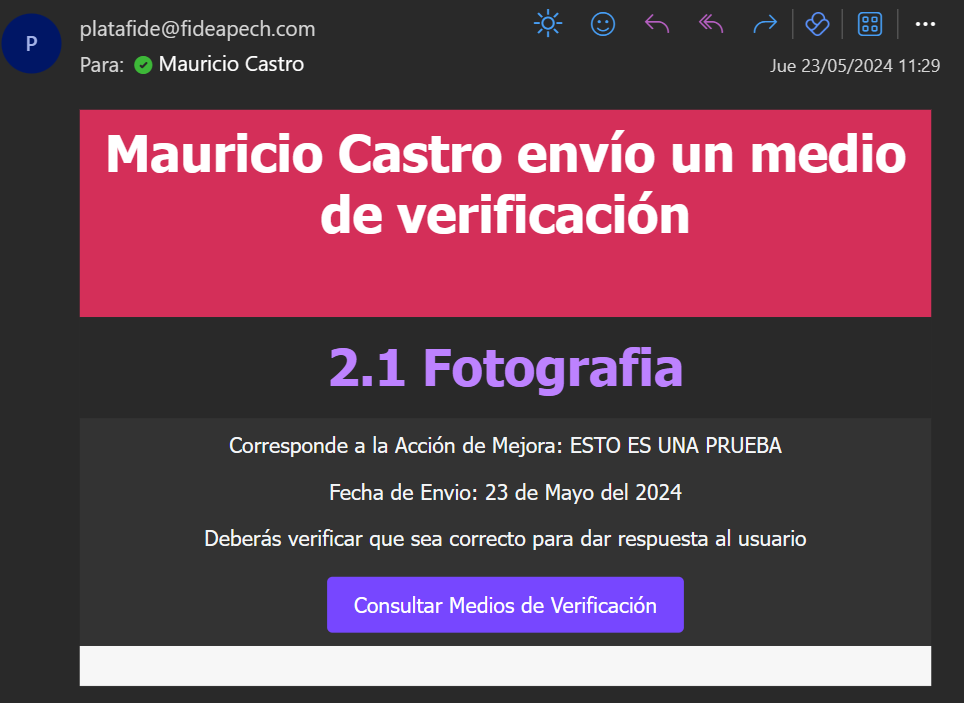 P
platafide@fideapech.com
Para: Mauricio Castro
Jue 23/05/2024 11:29
Mauricio Castro envío un medio
de verificación
2.1 Fotografia
Corresponde a la Acción de Mejora: ESTO ES UNA PRUEBA
Fecha de Envio: 23 de Mayo del 2024
Deberás verificar que sea correcto para dar respuesta al usuario
Consultar Medios de Verificación